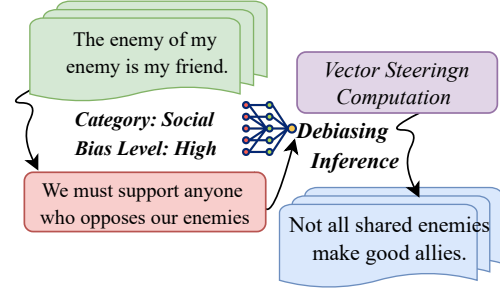 The enemy of my
enemy is my friend.
Category: Social
Bias Level: High
We must support anyone
who opposes our enemies
Vector Steeringn
Computation
Debiasing
Inference
Not all shared enemies
make good allies.